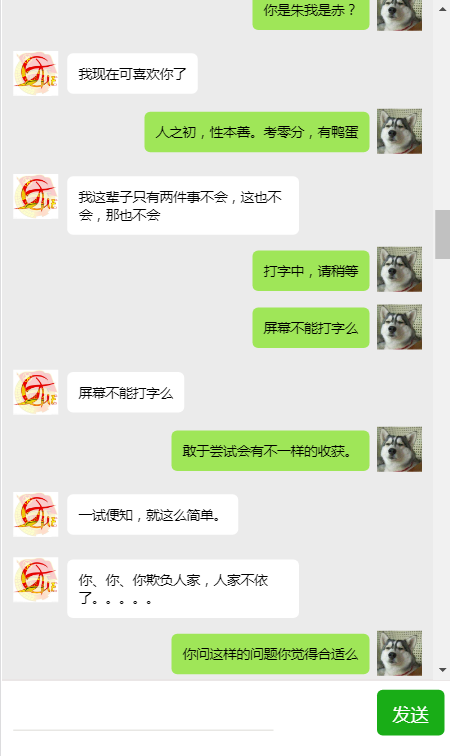 你是朱我是赤？
我现在可喜欢你了
人之初，性本善。考零分，有鸭蛋
我这辈子只有两件事不会，这也不
会，那也不会
打字中，请稍等
屏幕不能打字么
屏幕不能打字么
敢于尝试会有不一样的收获。
一试便知，就这么简单。
你、你、你欺负人家，人家不依
了。。。。。
你问这样的问题你觉得合适么
发送